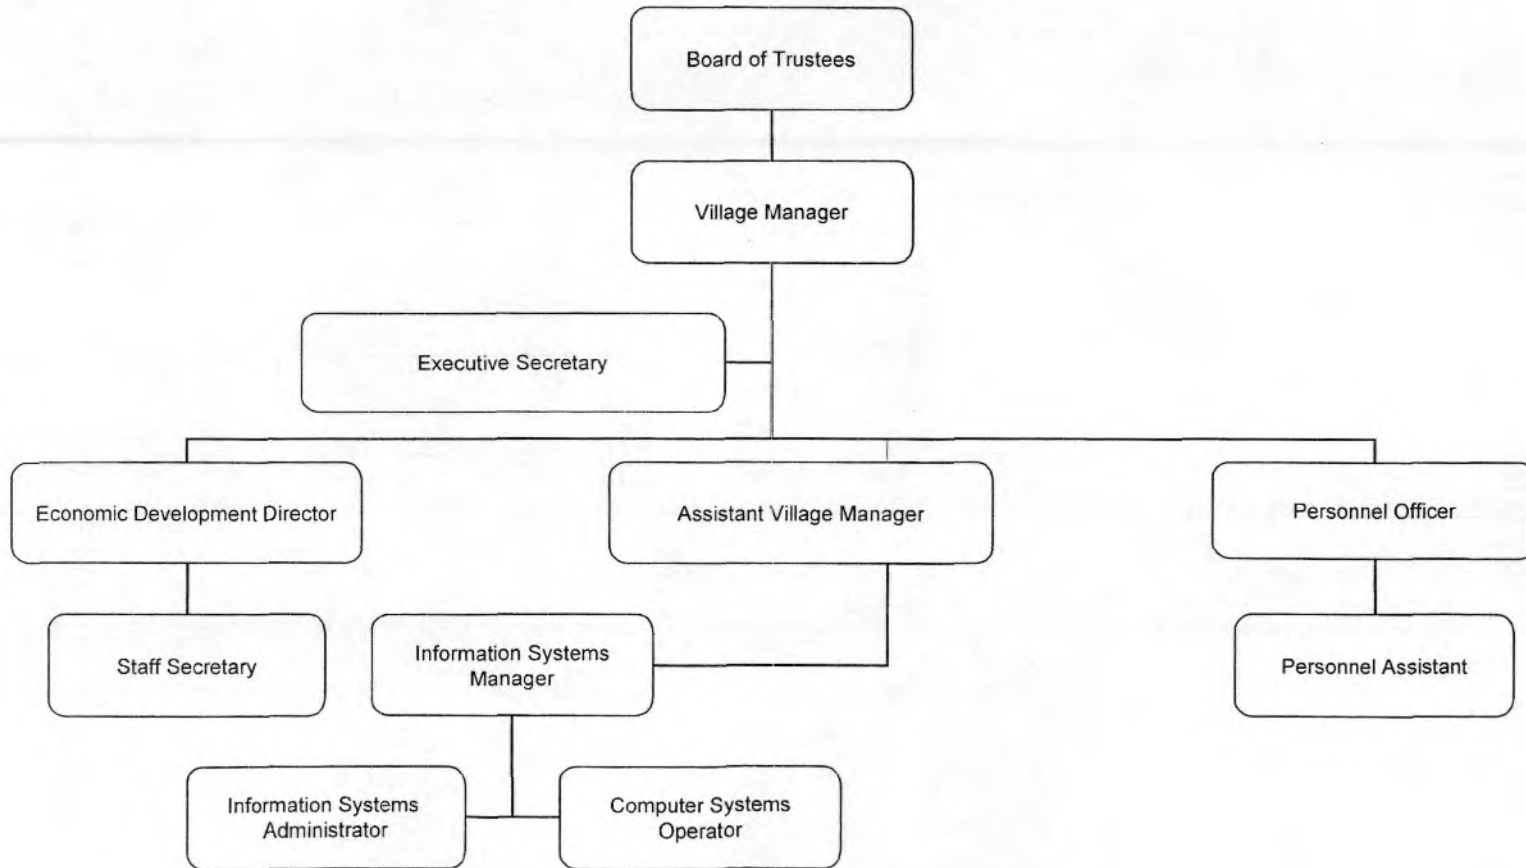 Board of Trustees
Village Manager
Executive Secretary
Economic Development Director
Assistant Village Manager
Personnel Officer
Staff Secretary
Information Systems
Manager
Personnel Assistant
Information Systems
Administrator
Computer Systems
Operator